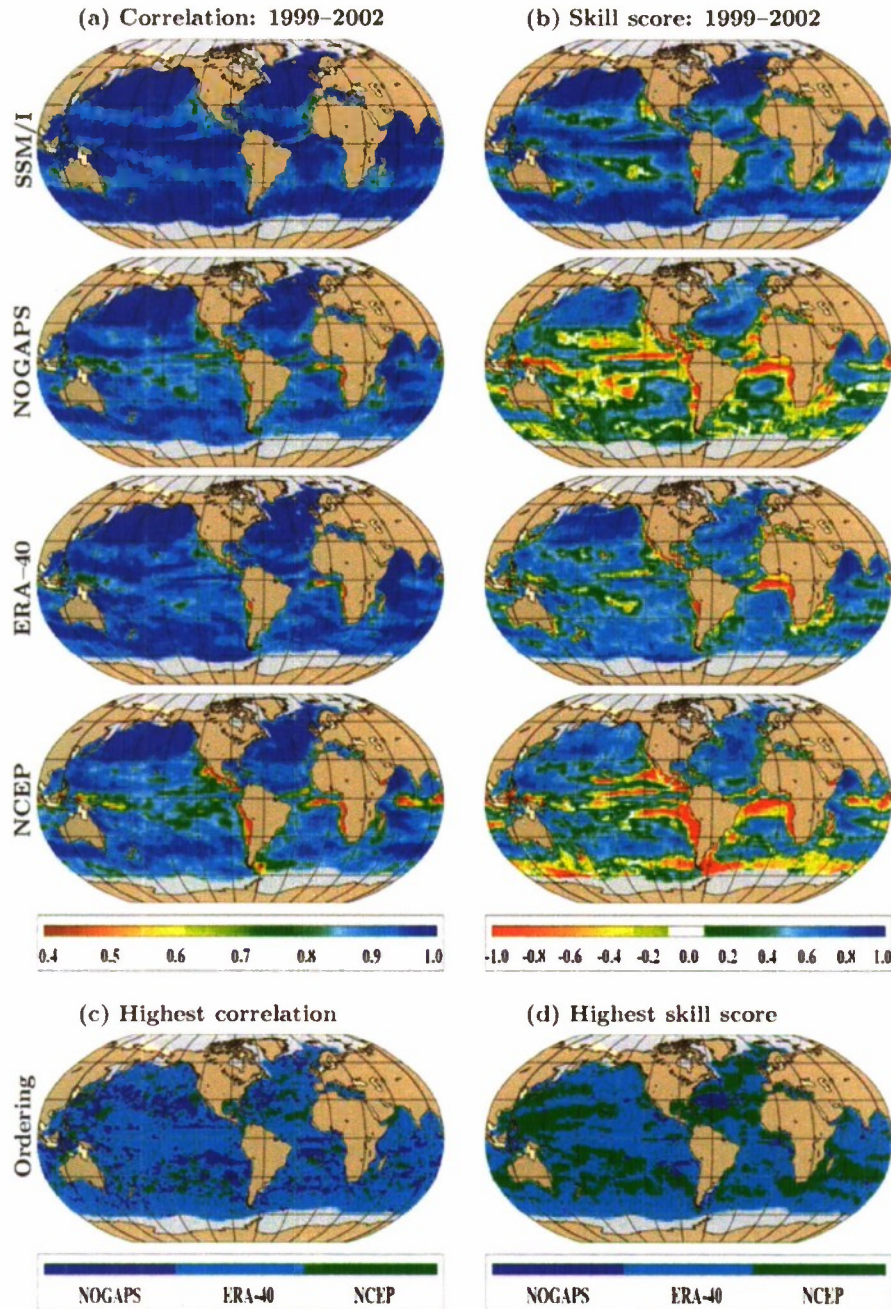 (a) Correlation: 1999–2002
(b) Skill score: 1999–2002
SSM/I
NOGAPS
ERA–40
NCEP
0.4 0.5 0.6 0.7 0.8 0.9 1.0
-1.0 -0.8 -0.6 -0.4 -0.2 0.0 0.2 0.4 0.6 0.8 1.0
(c) Highest correlation
(d) Highest skill score
Ordering
NOGAPS ERA-40 NCEP
NOGAPS ERA-40 NCEP